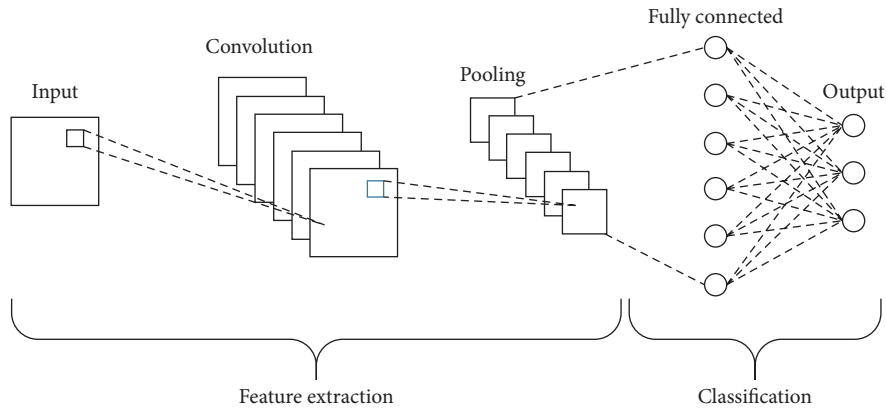 Input
Convolution
Pooling
Fully connected
Output
Feature extraction
Classification